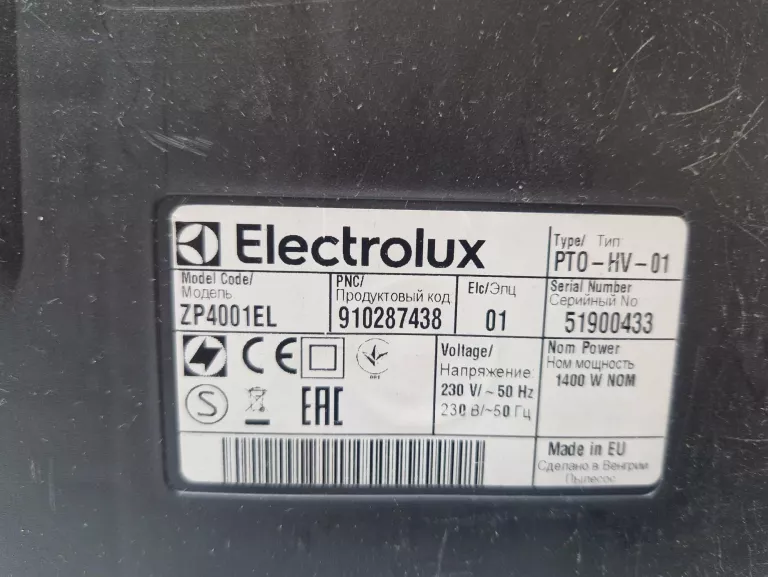 Electrolux
Type/ Тип
PTO-HV-01
Model Code/
Модель
ZP4001EL
PNC/
Продуктовый код
910287438
Elc/Элц
01
Serial Number
Серийный No
51900433
CE
Voltage/
Напряжение
230 V/~50 Hz
230 В/~50 Гц
Nom Power
Ном мощность
1400 W NOM
S
EAC
Made in EU
Сделано в Венгрии
Пылесос